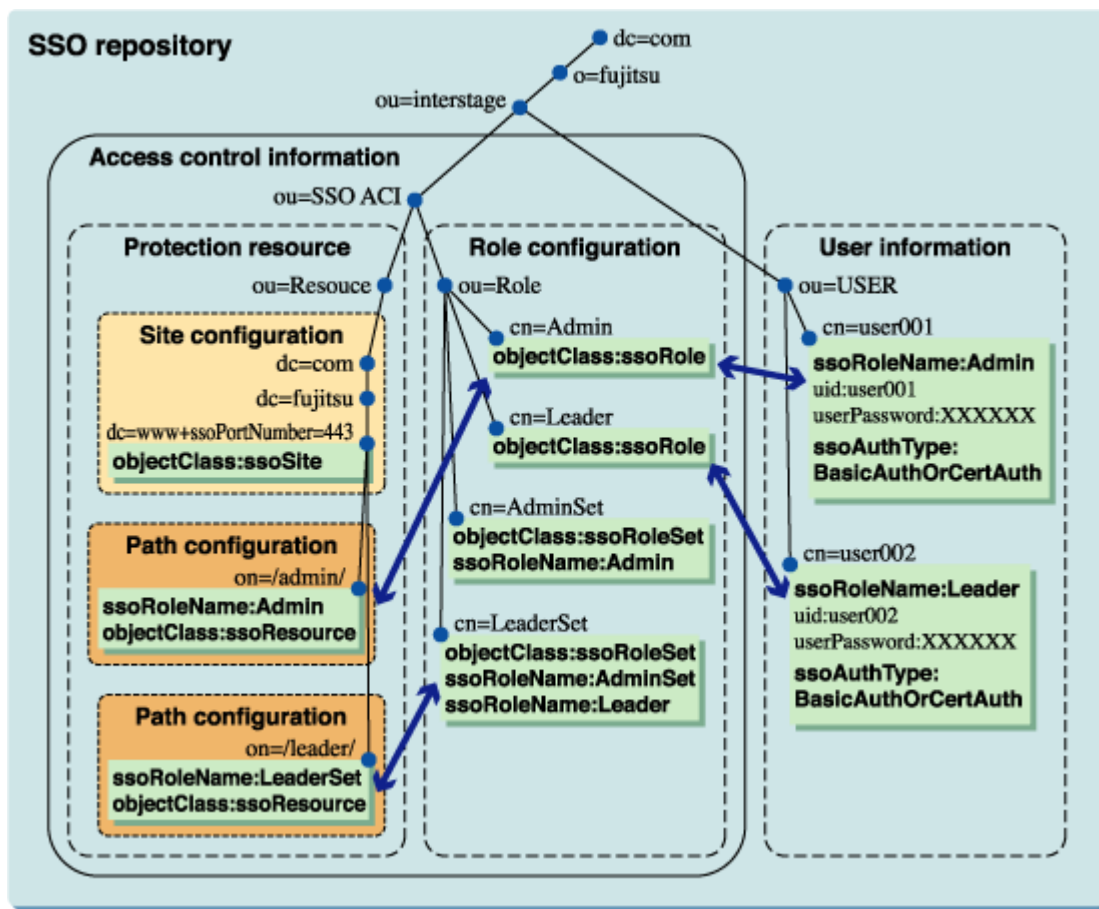 SSO repository
dc=com
o=fujitsu
ou=interstage
Access control information
ou=SSO ACI
Protection resource
ou=Resouce
Site configuration
dc=com
dc=fujitsu
dc=www+ssoPortNumber=443
objectClass:ssoSite
Path configuration
on=/admin/
ssoRoleName:Admin
objectClass:ssoResource
Path configuration
on=/leader/
ssoRoleName:LeaderSet
objectClass:ssoResource
Role configuration
ou=Role
cn=Admin
objectClass:ssoRole
cn=Leader
objectClass:ssoRole
cn=AdminSet
objectClass:ssoRoleSet
ssoRoleName:Admin
cn=LeaderSet
objectClass:ssoRoleSet
ssoRoleName:AdminSet
ssoRoleName:Leader
User information
ou=USER
cn=user001
ssoRoleName:Admin
uid:user001
userPassword:XXXXXX
ssoAuthType:
BasicAuthOrCertAuth
cn=user002
ssoRoleName:Leader
uid:user002
userPassword:XXXXXX
ssoAuthType:
BasicAuthOrCertAuth